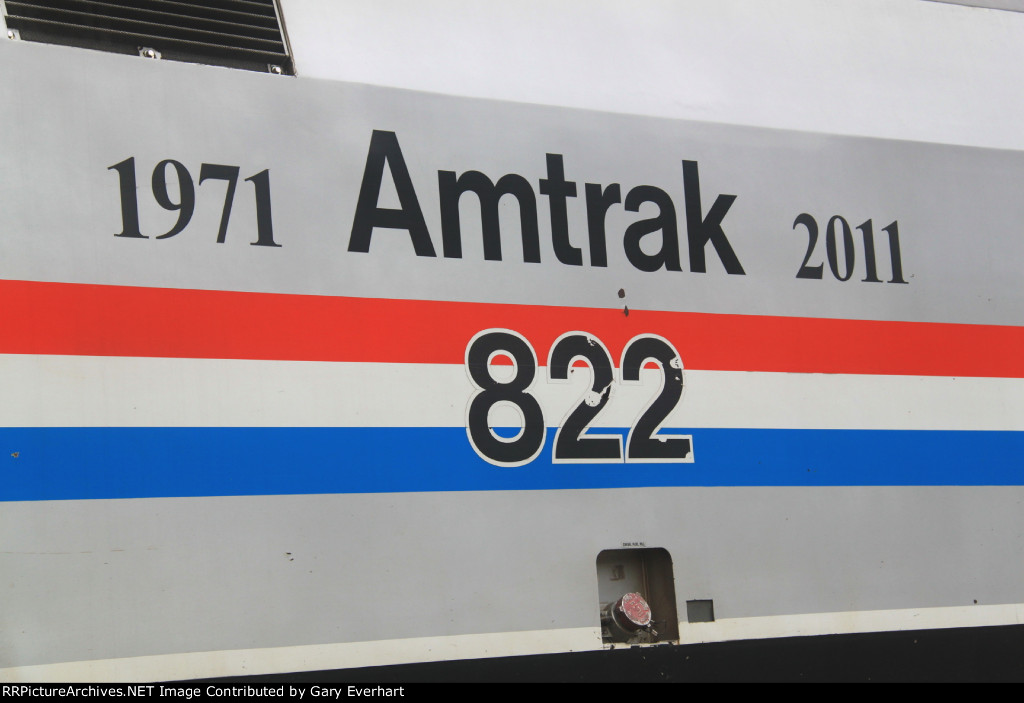 1971 Amtrak 2011
822
RRPictureArchives.NET Image Contributed by Gary Everhart